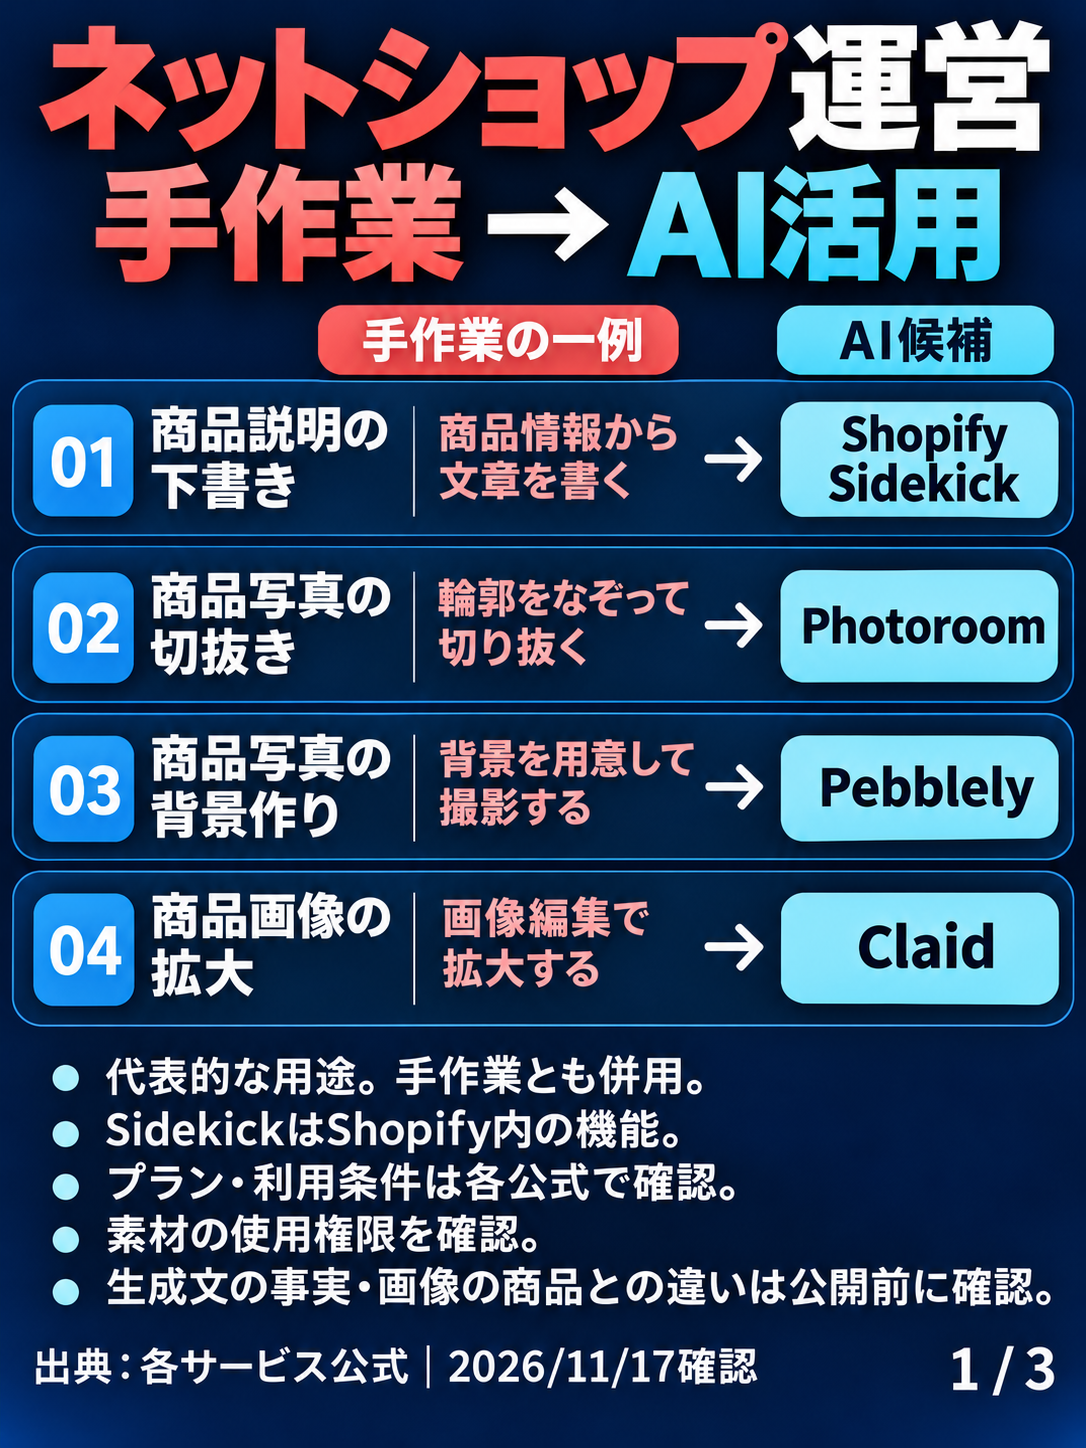 ネットショップ運営
手作業→AI活用
手作業の一例
AI候補
01
商品説明の
下書き
商品情報から
文章を書く
→
Shopify
Sidekick
02
商品写真の
切抜き
輪郭をなぞって
切り抜く
→
Photoroom
03
商品写真の
背景作り
背景を用意して
撮影する
→
Pebblely
04
商品画像の
拡大
画像編集で
拡大する
→
Claid
● 代表的な用途。手作業とも併用。
● SidekickはShopify内の機能。
● プラン・利用条件は各公式で確認。
● 素材の使用権限を確認。
● 生成文の事実・画像の商品との違いは公開前に確認。
出典：各サービス公式｜2026/11/17確認
1/3